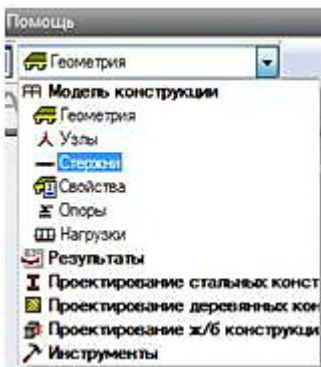 Помощь
Геометрия
Модель конструкции
Геометрия
Узлы
Стержни
Свойства
Опоры
Нагрузки
Результаты
Проектирование стальных конст
Проектирование деревянных кон
Проектирование ж/б конструкци
Инструменты